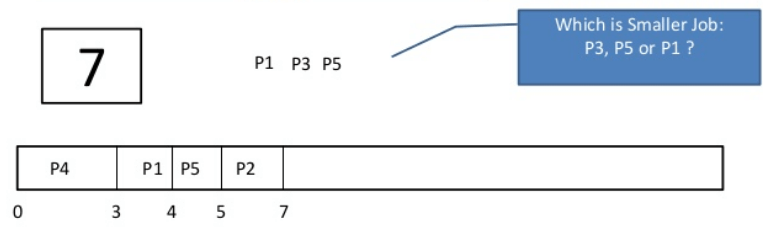 Which is Smaller Job:
P3, P5 or P1 ?
7
P1 P3 P5
P4 P1 P5 P2
0 3 4 5 7